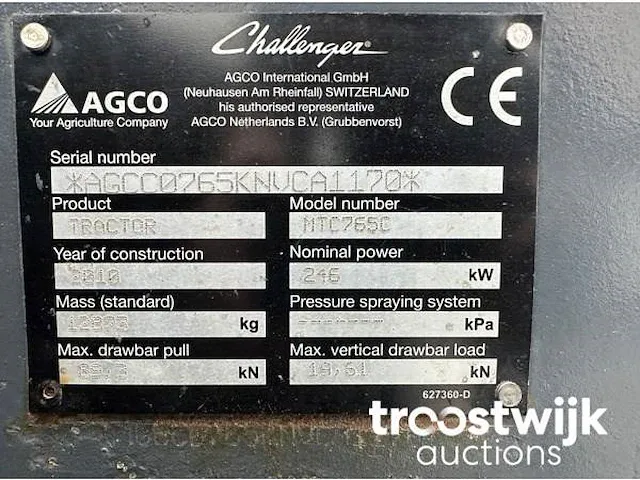 Challenger®
AGCO International GmbH
(Neuhausen Am Rheinfall) SWITZERLAND
his authorised representative
AGCO Netherlands B.V. (Grubbenvorst)
CE
AGCO
Your Agriculture Company
Serial number
*AGCC0765KNVCA1170*
Product
Model number
TRACTOR
MTC765C
Year of construction
Nominal power
2010
246 kW
Mass (standard)
Pressure spraying system
kg
kPa
Max. drawbar pull
Max. vertical drawbar load
kN
19,61 kN
627360-D
troostwijk
auctions